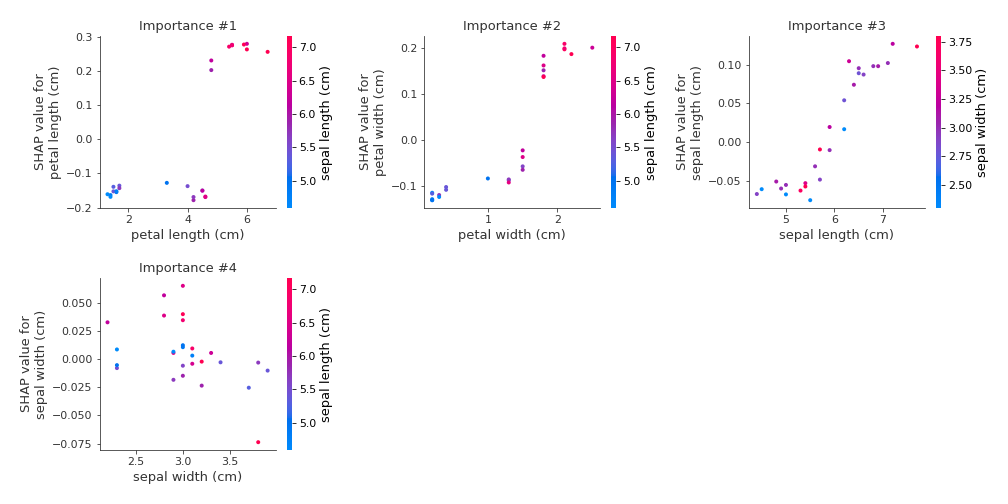 Importance #1
SHAP value for
petal length (cm)
0.3
0.2
0.1
0.0
−0.1
−0.2
2
4
6
petal length (cm)
7.0
6.5
6.0
5.5
5.0
sepal length (cm)
Importance #2
SHAP value for
petal width (cm)
0.2
0.1
0.0
−0.1
1
2
petal width (cm)
7.0
6.5
6.0
5.5
5.0
sepal length (cm)
Importance #3
SHAP value for
sepal length (cm)
0.10
0.05
0.00
−0.05
5
6
7
sepal length (cm)
3.75
3.50
3.25
3.00
2.75
2.50
sepal width (cm)
Importance #4
SHAP value for
sepal width (cm)
0.050
0.025
0.000
−0.025
−0.050
−0.075
2.5
3.0
3.5
sepal width (cm)
7.0
6.5
6.0
5.5
5.0
sepal length (cm)